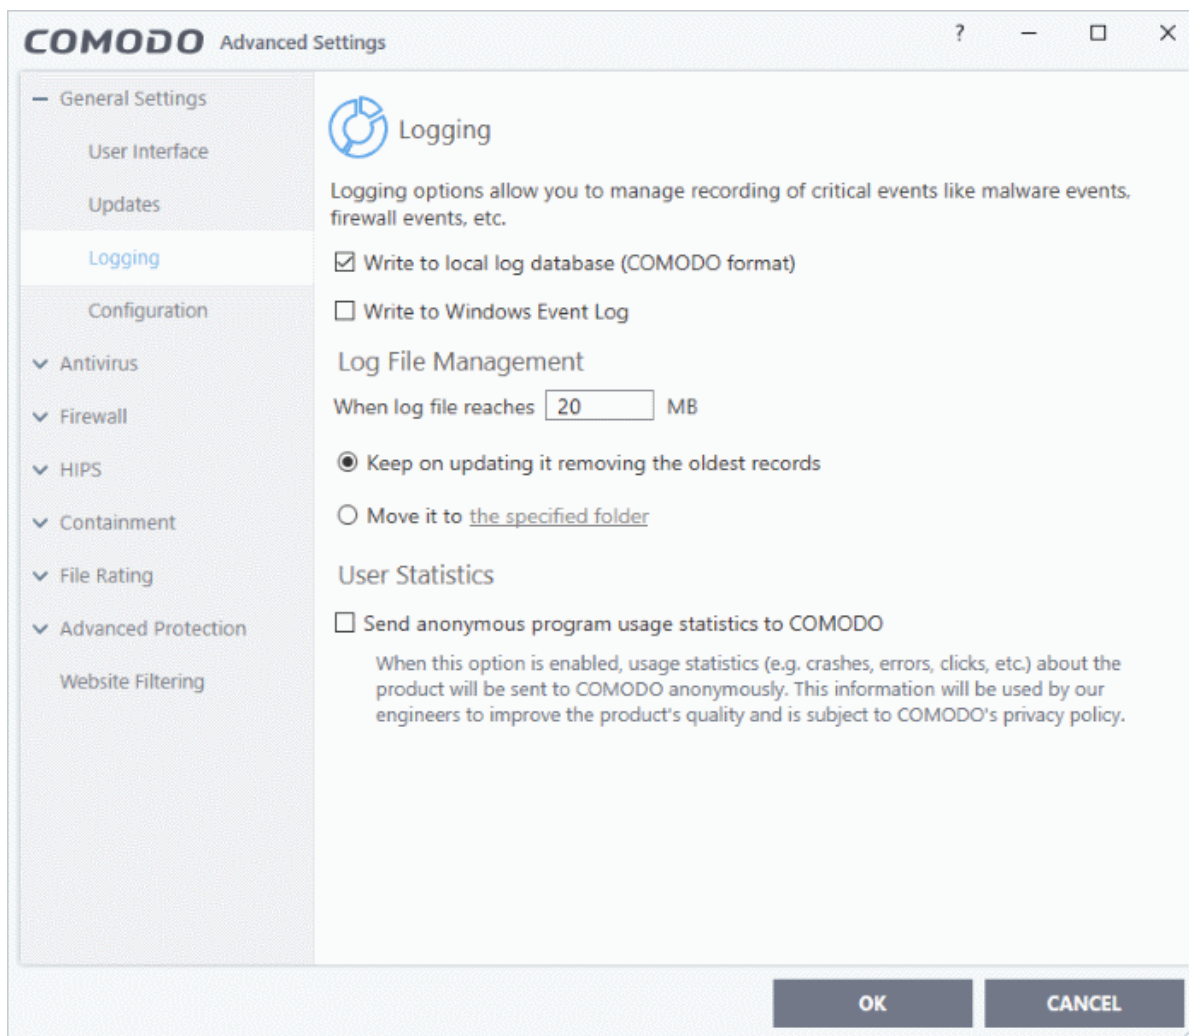 COMODO Advanced Settings ?
General Settings
User Interface
Updates
Logging
Configuration
Antivirus
Firewall
HIPS
Containment
File Rating
Advanced Protection
Website Filtering
Logging
Logging options allow you to manage recording of critical events like malware events,
firewall events, etc.
Write to local log database (COMODO format)
Write to Windows Event Log
Log File Management
When log file reaches 20 MB
Keep on updating it removing the oldest records
Move it to the specified folder
User Statistics
Send anonymous program usage statistics to COMODO
When this option is enabled, usage statistics (e.g. crashes, errors, clicks, etc.) about the
product will be sent to COMODO anonymously. This information will be used by our
engineers to improve the product's quality and is subject to COMODO's privacy policy.
OK CANCEL